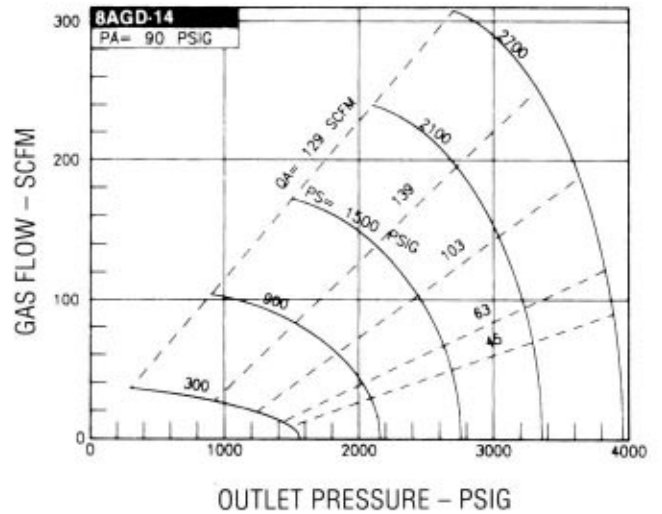 8AGD-14
PA= 90 PSIG
300
200
100
0
GAS FLOW – SCFM
QA= 129 SCFM
139
103
63
45
2700
2100
PS= 1500 PSIG
900
300
0
1000
2000
3000
4000
OUTLET PRESSURE – PSIG